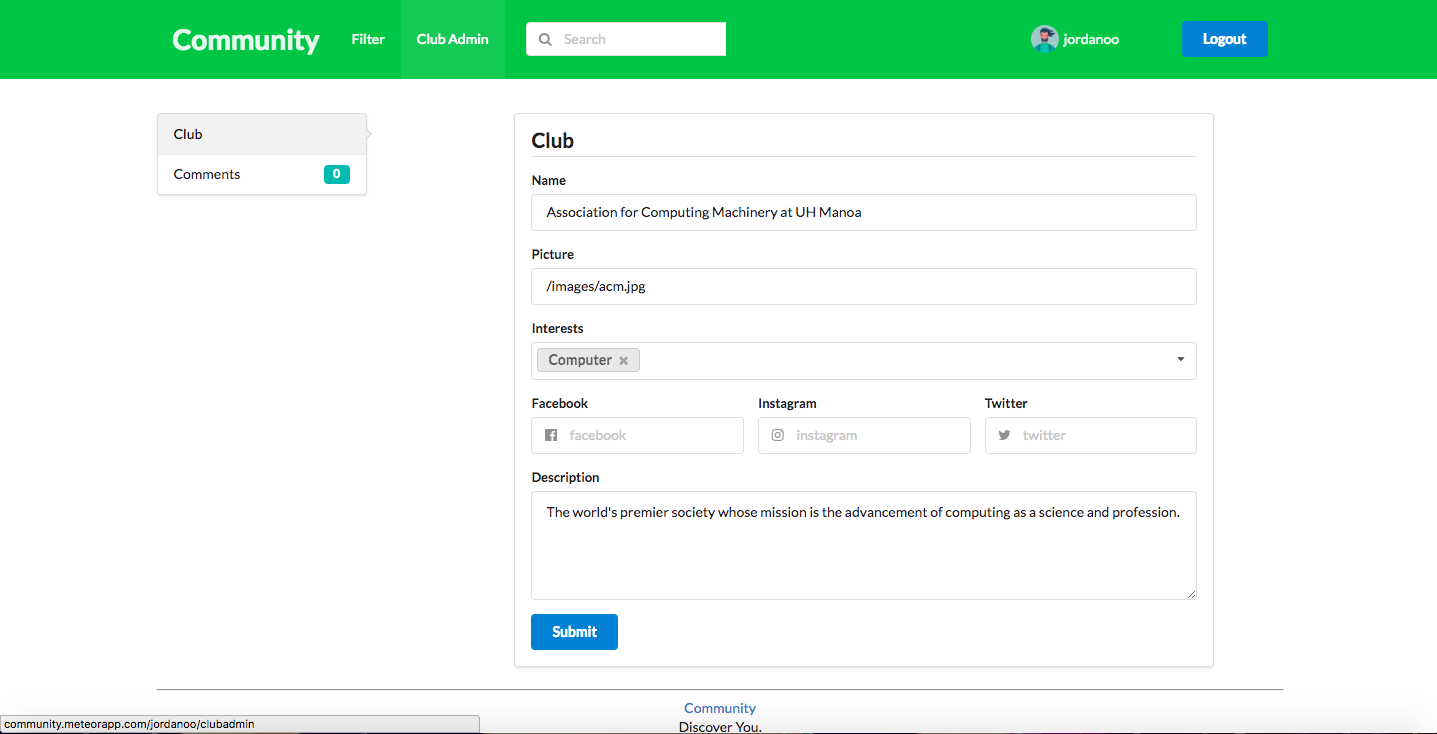 Community Filter Club Admin Search jordanoo Logout
Club
Comments 0
Club
Name
Association for Computing Machinery at UH Manoa
Picture
/images/acm.jpg
Interests
Computer
Facebook Instagram Twitter
facebook instagram twitter
Description
The world's premier society whose mission is the advancement of computing as a science and profession.
Submit
Community
Discover You.
community.meteorapp.com/jordanoo/clubadmin